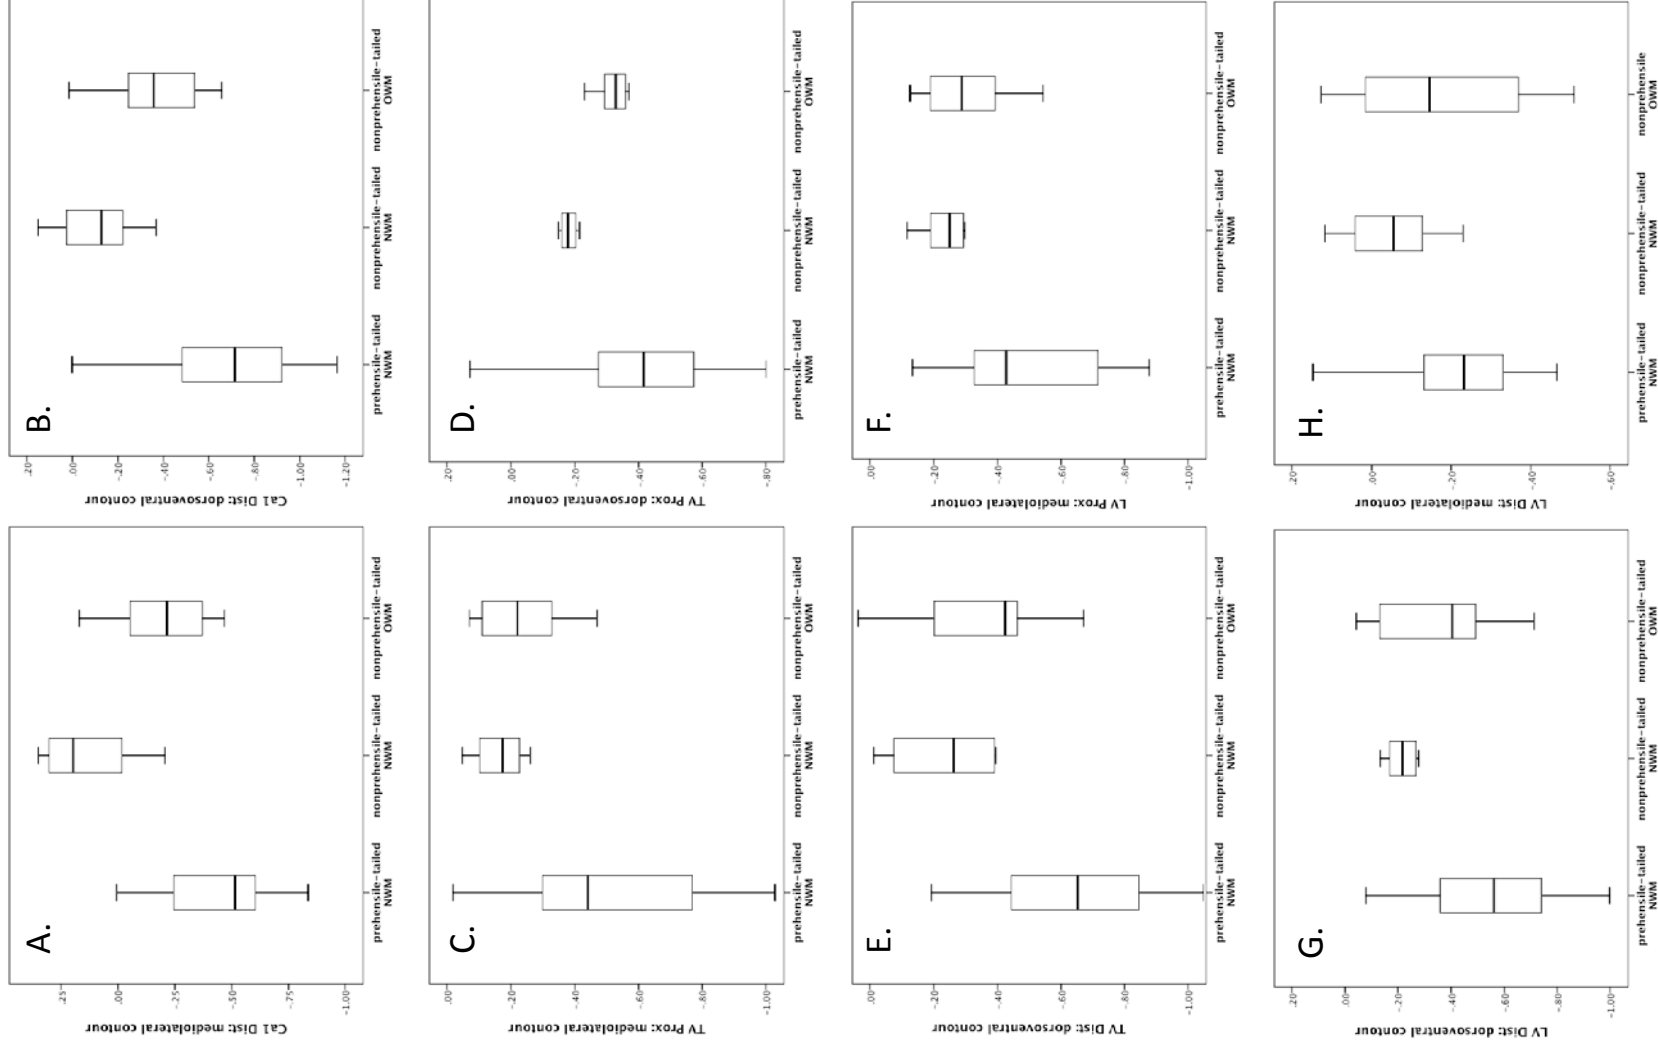 A.
Ca1 Dist: mediolateral contour
.25
.00
-.25
-.50
-.75
-1.00
prehensile-tailed
NWM
nonprehensile-tailed
NWM
nonprehensile-tailed
OWM
B.
Ca1 Dist: dorsoventral contour
.20
.00
-.20
-.40
-.60
-.80
-1.00
-1.20
prehensile-tailed
NWM
nonprehensile-tailed
NWM
nonprehensile-tailed
OWM
C.
TV Prox: mediolateral contour
.00
-.20
-.40
-.60
-.80
-1.00
prehensile-tailed
NWM
nonprehensile-tailed
NWM
nonprehensile-tailed
OWM
D.
TV Prox: dorsoventral contour
.20
.00
-.20
-.40
-.60
-.80
prehensile-tailed
NWM
nonprehensile-tailed
NWM
nonprehensile-tailed
OWM
E.
TV Dist: dorsoventral contour
.00
-.20
-.40
-.60
-.80
-1.00
prehensile-tailed
NWM
nonprehensile-tailed
NWM
nonprehensile-tailed
OWM
F.
LV Prox: mediolateral contour
.00
-.20
-.40
-.60
-.80
-1.00
prehensile-tailed
NWM
nonprehensile-tailed
NWM
nonprehensile-tailed
OWM
G.
LV Dist: dorsoventral contour
.20
.00
-.20
-.40
-.60
-.80
-1.00
prehensile-tailed
NWM
nonprehensile-tailed
NWM
nonprehensile-tailed
OWM
H.
LV Dist: mediolateral contour
.20
.00
-.20
-.40
-.60
prehensile-tailed
NWM
nonprehensile-tailed
NWM
nonprehensile
OWM